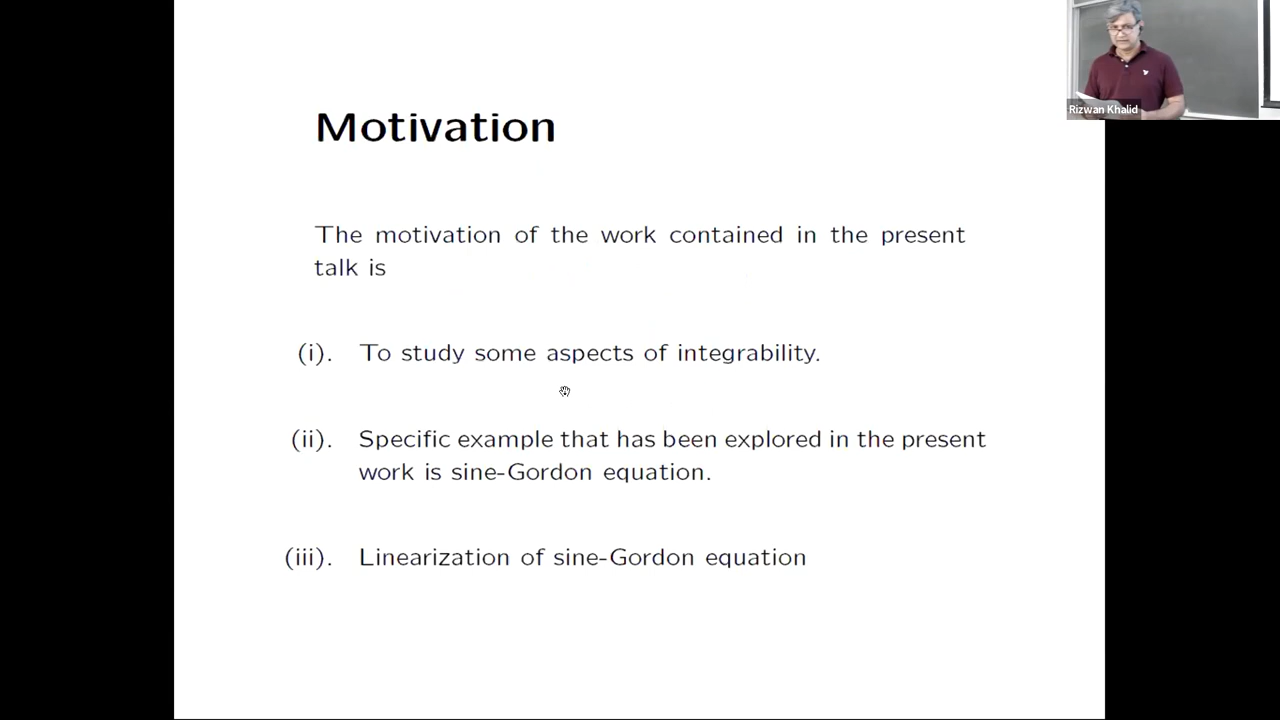 Motivation
The motivation of the work contained in the present
talk is
(i). To study some aspects of integrability.
(ii). Specific example that has been explored in the present
work is sine-Gordon equation.
(iii). Linearization of sine-Gordon equation
Rizwan Khalid